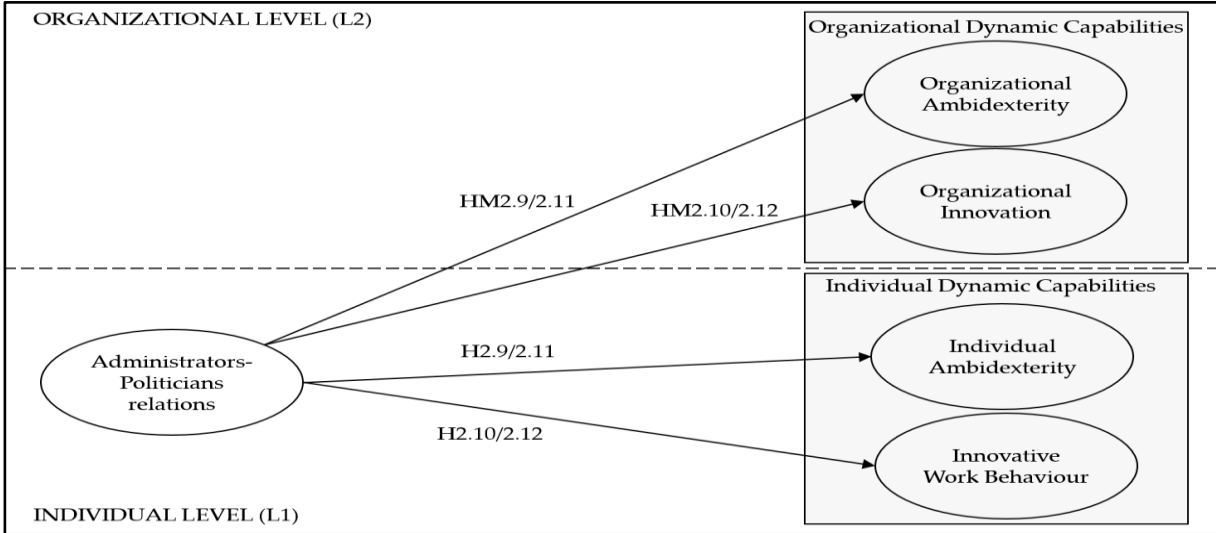 ORGANIZATIONAL LEVEL (L2)
Organizational Dynamic Capabilities
Organizational
Ambidexterity
HM2.9/2.11
HM2.10/2.12
Organizational
Innovation
Individual Dynamic Capabilities
Administrators-
Politicians
relations
H2.9/2.11
Individual
Ambidexterity
H2.10/2.12
Innovative
Work Behaviour
INDIVIDUAL LEVEL (L1)